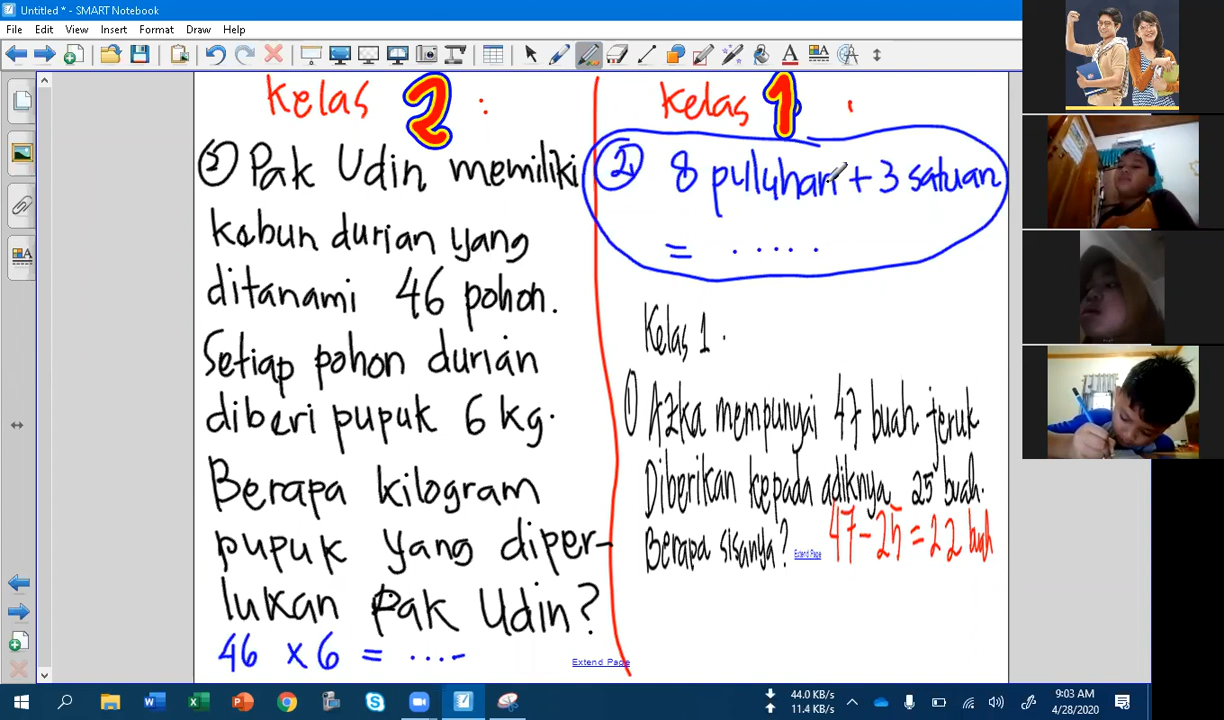 Untitled * - SMART Notebook
File Edit View Insert Format Draw Help
Kelas 2 :
② Pak Udin memiliki
kebun durian yang
ditanami 46 pohon.
Setiap pohon durian
diberi pupuk 6 kg.
Berapa kilogram
pupuk yang diper-
lukan Pak Udin?
46 x 6 = ....-
Kelas 1 :
② 8 puluhan + 3 satuan
= .....
Kelas 1.
① Azka mempunyai 47 buah jeruk
Diberikan kepada adiknya 25 buah.
Berapa sisanya? Extend Page 47 - 25 = 22 buah
Extend Page
44.0 KB/s
11.4 KB/s
9:03 AM
4/28/2020